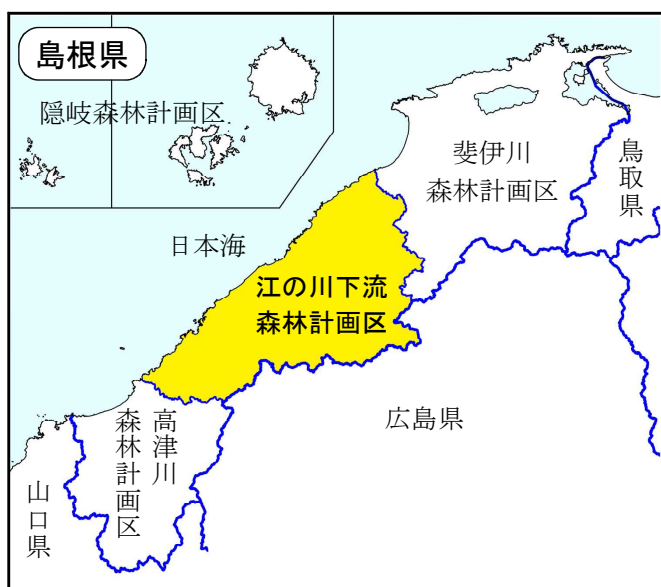 島根県
隠岐森林計画区
斐伊川
森林計画区
鳥取県
日本海
江の川下流
森林計画区
広島県
高津川
森林計画区
山口県